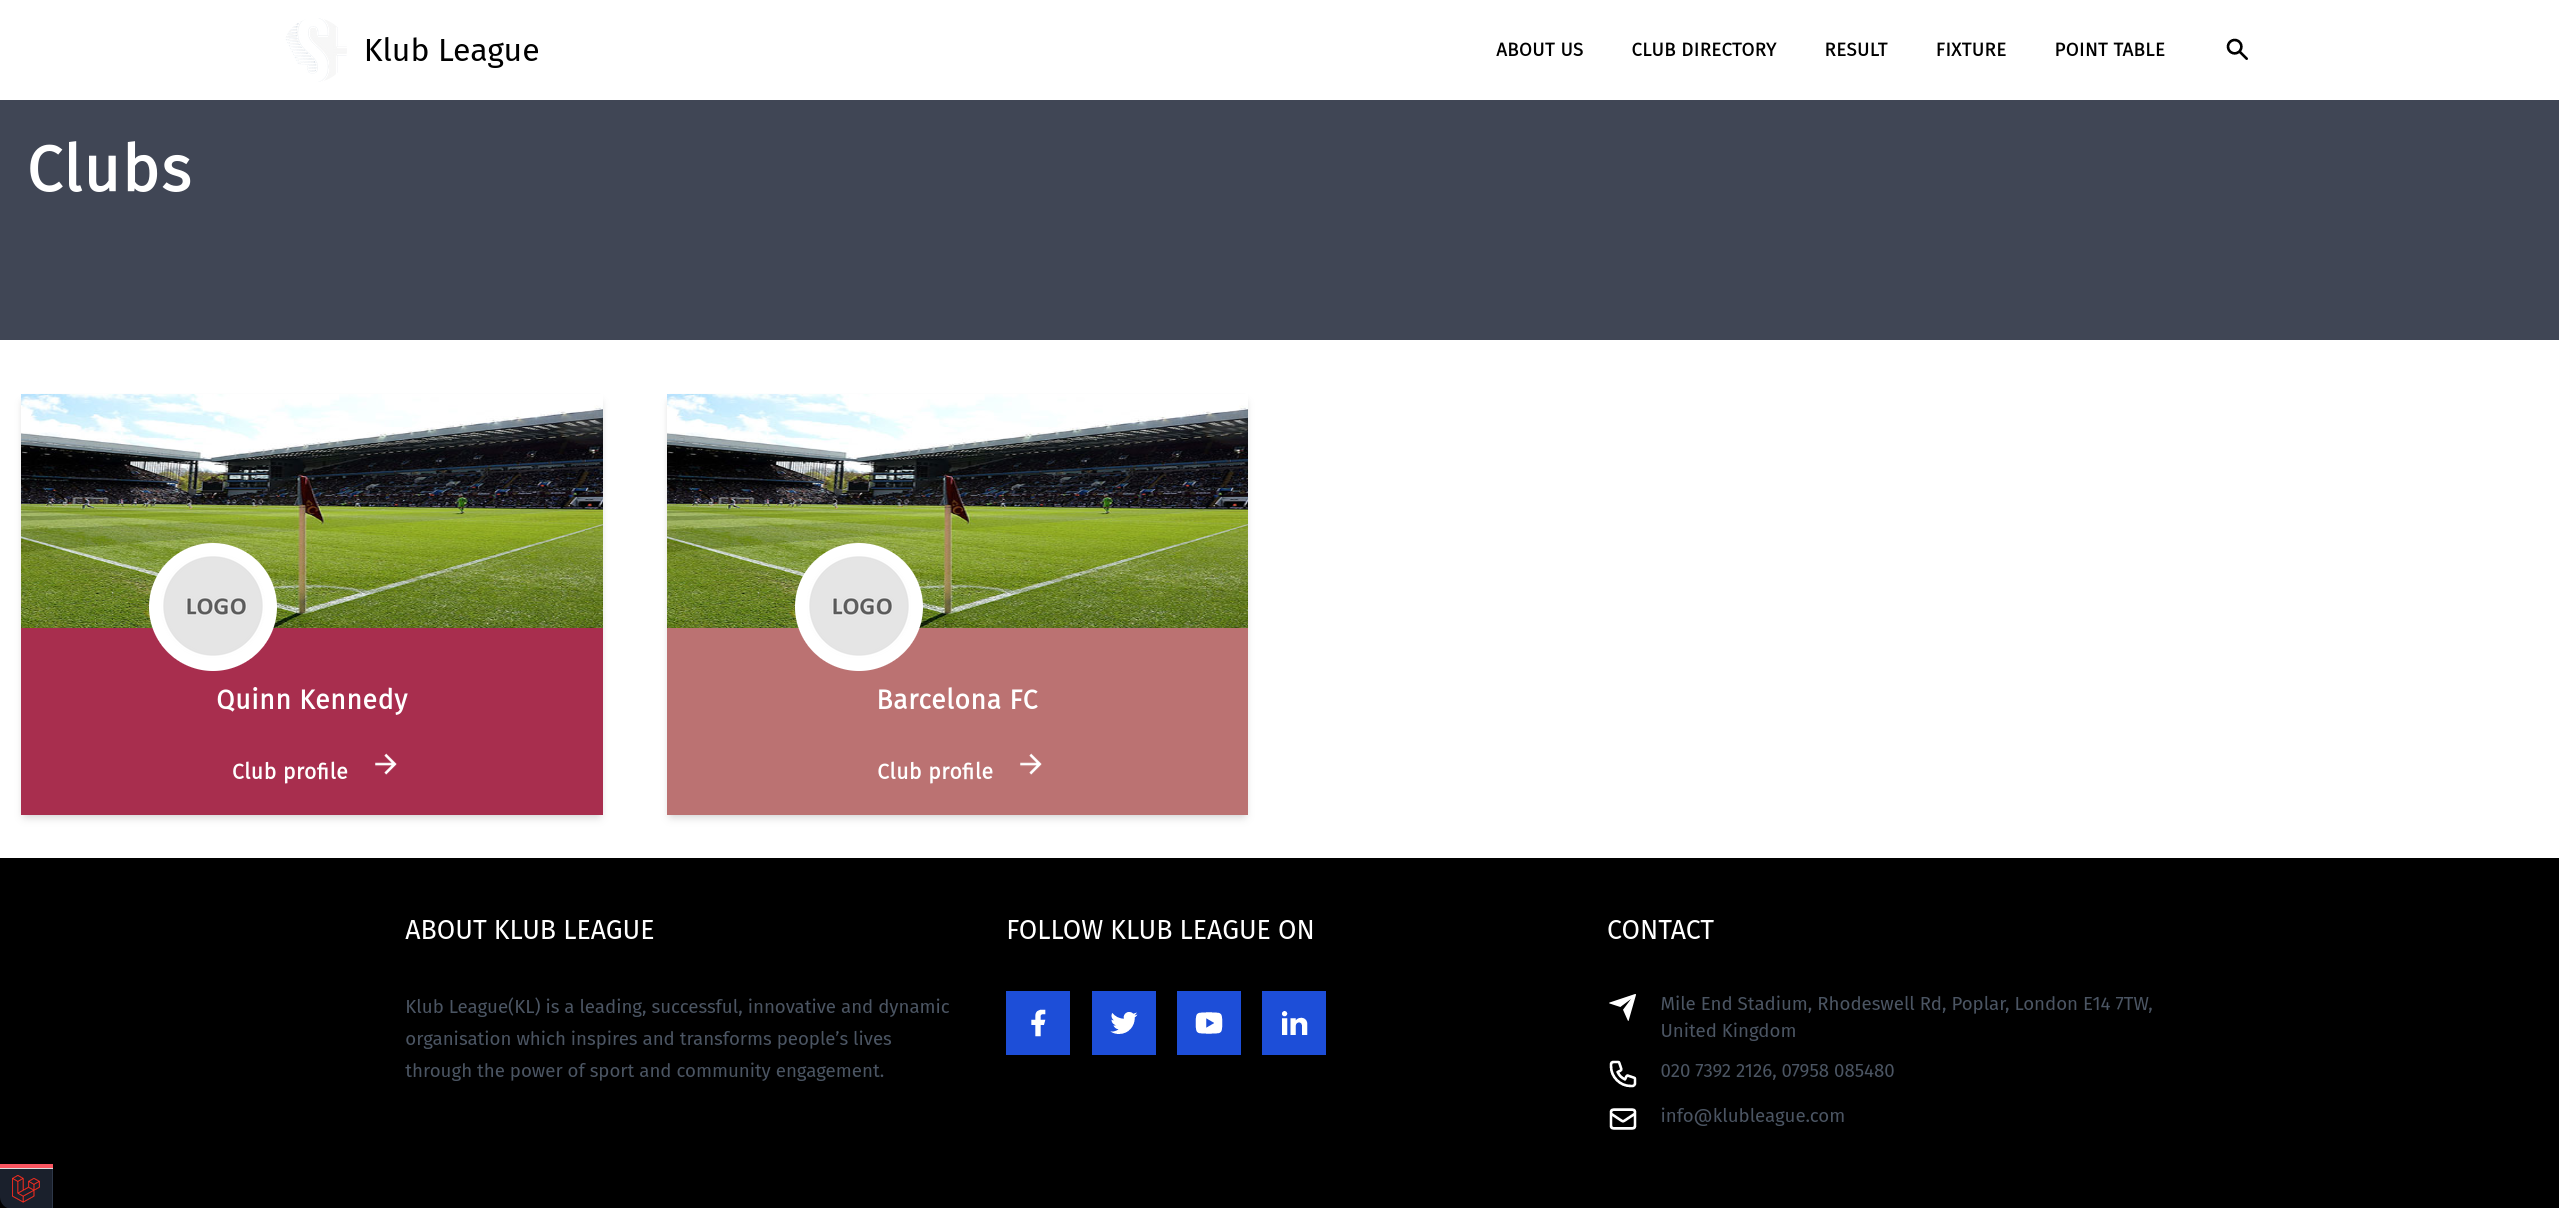 Klub League
ABOUT US
CLUB DIRECTORY
RESULT
FIXTURE
POINT TABLE
Clubs
LOGO
Quinn Kennedy
Club profile
LOGO
Barcelona FC
Club profile
ABOUT KLUB LEAGUE
Klub League(KL) is a leading, successful, innovative and dynamic
organisation which inspires and transforms people’s lives
through the power of sport and community engagement.
FOLLOW KLUB LEAGUE ON
CONTACT
Mile End Stadium, Rhodeswell Rd, Poplar, London E14 7TW,
United Kingdom
020 7392 2126, 07958 085480
info@klubleague.com